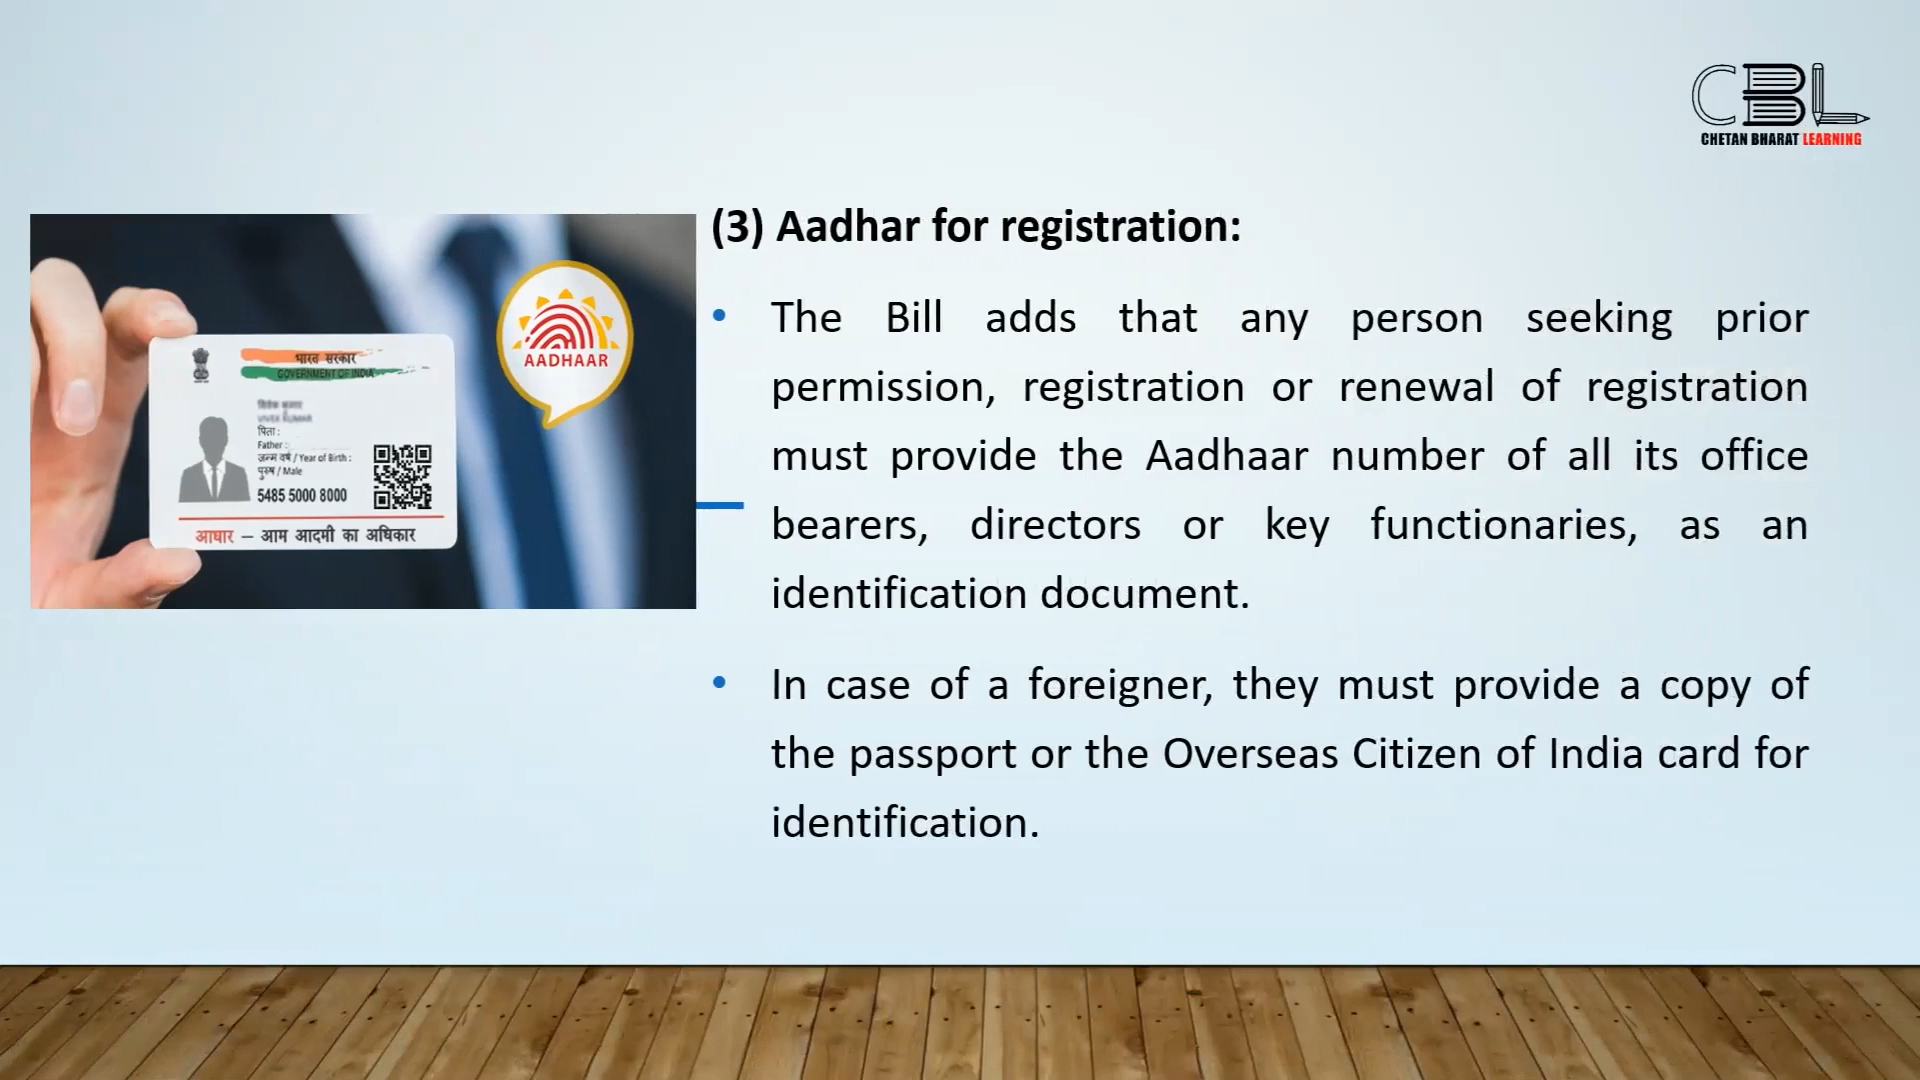 CBL
CHETAN BHARAT LEARNING
(3) Aadhar for registration:
• The Bill adds that any person seeking prior
permission, registration or renewal of registration
must provide the Aadhaar number of all its office
bearers, directors or key functionaries, as an
identification document.
• In case of a foreigner, they must provide a copy of
the passport or the Overseas Citizen of India card for
identification.
भारत सरकार
GOVERNMENT OF INDIA
VIVEK KUMAR
पिता :
Father :
जन्म वर्ष / Year of Birth :
पुरुष / Male
5485 5000 8000
आधार – आम आदमी का अधिकार
AADHAAR